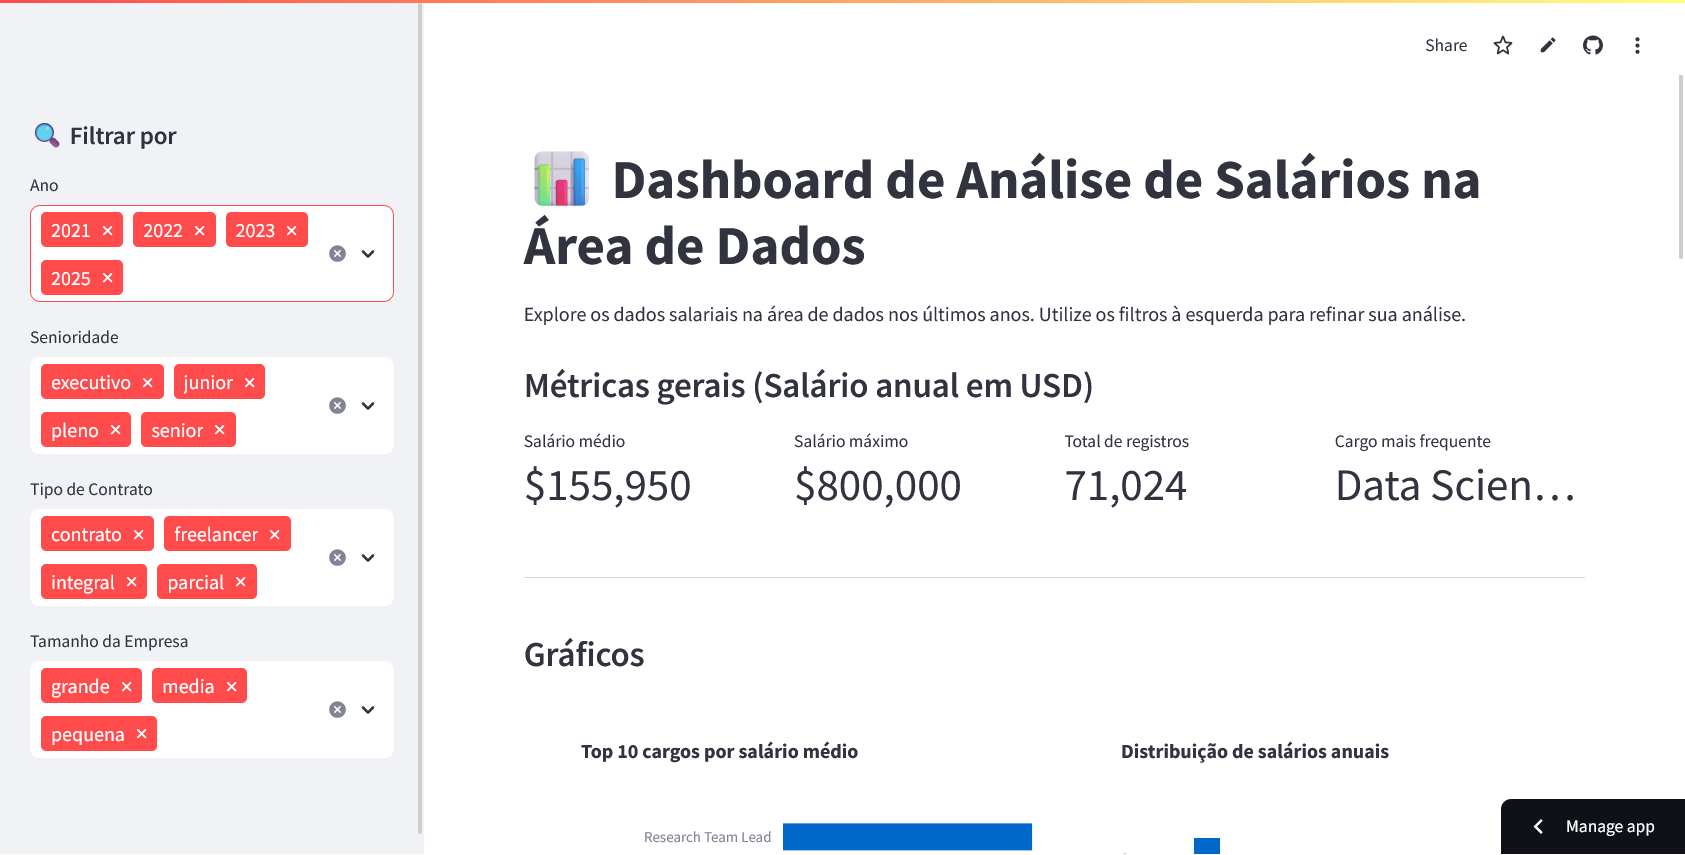 Share
Filtrar por
Ano
2021 2022 2023
2025
Senioridade
executivo junior
pleno senior
Tipo de Contrato
contrato freelancer
integral parcial
Tamanho da Empresa
grande media
pequena
Dashboard de Análise de Salários na
Área de Dados
Explore os dados salariais na área de dados nos últimos anos. Utilize os filtros à esquerda para refinar sua análise.
Métricas gerais (Salário anual em USD)
Salário médio Salário máximo Total de registros Cargo mais frequente
$155,950 $800,000 71,024 Data Scien...
Gráficos
Top 10 cargos por salário médio Distribuição de salários anuais
Research Team Lead
Manage app